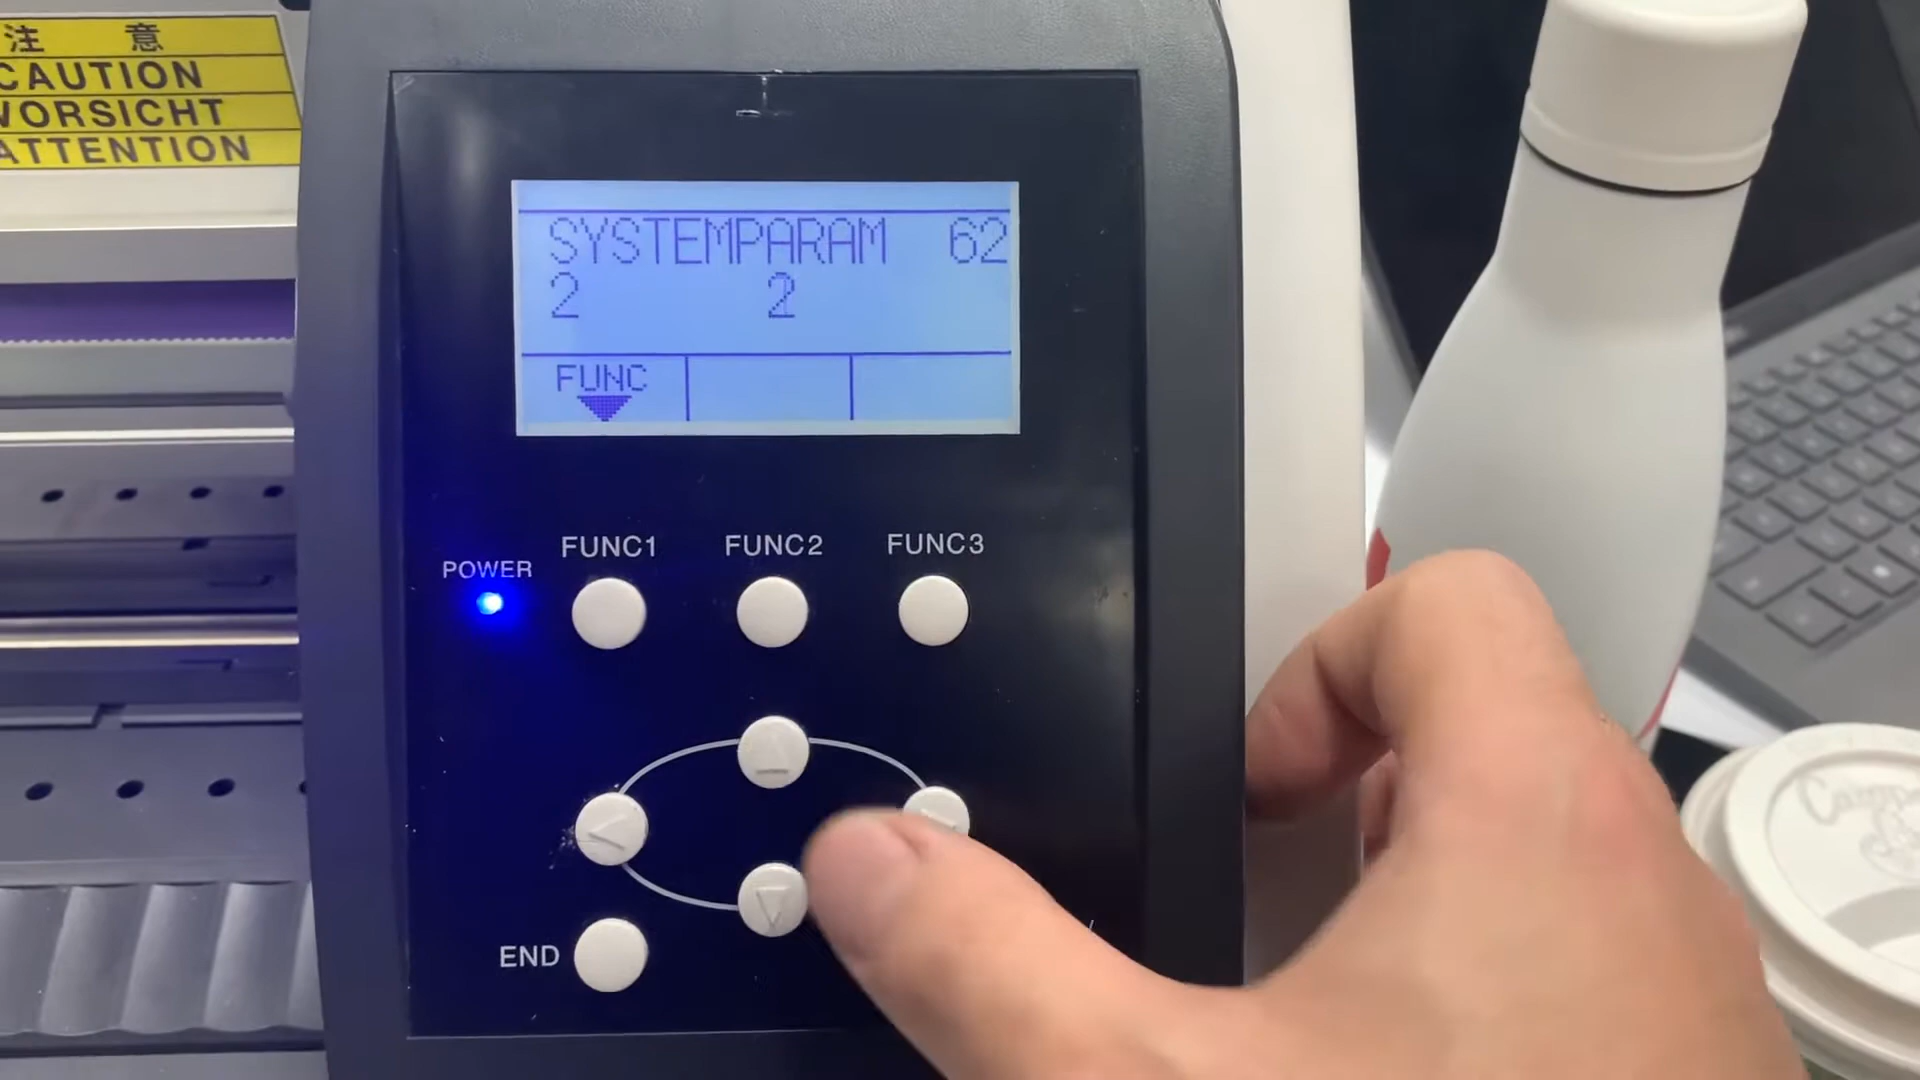 注 意
CAUTION
VORSICHT
ATTENTION
SYSTEMPARAM 62
2 2
FUNC
FUNC1 FUNC2 FUNC3
POWER
END